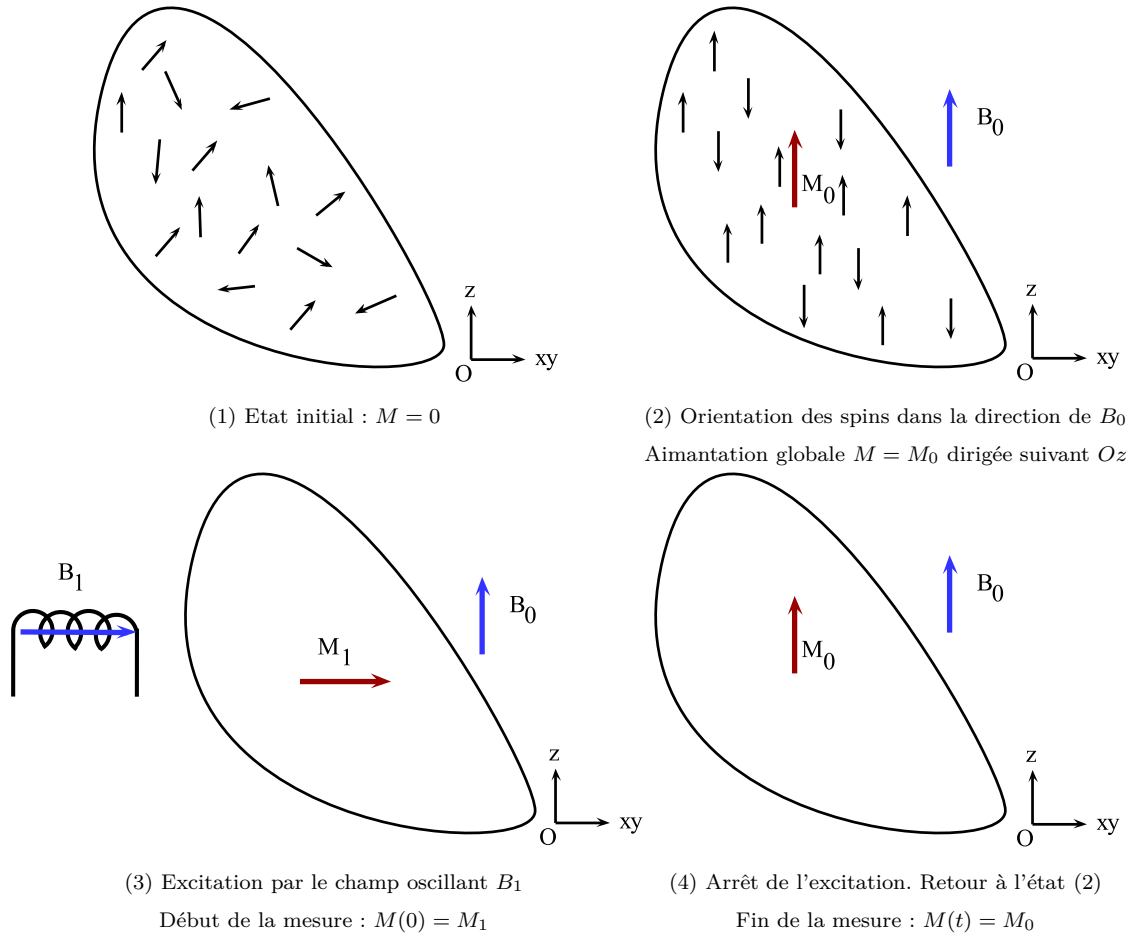 B0
M0
z
xy
O
z
xy
O
(1) Etat initial : M = 0
(2) Orientation des spins dans la direction de B0
Aimantation globale M = M0 dirigée suivant Oz
B1
B0
M1
z
xy
O
B0
M0
z
xy
O
(3) Excitation par le champ oscillant B1
Début de la mesure : M(0) = M1
(4) Arrêt de l'excitation. Retour à l'état (2)
Fin de la mesure : M(t) = M0